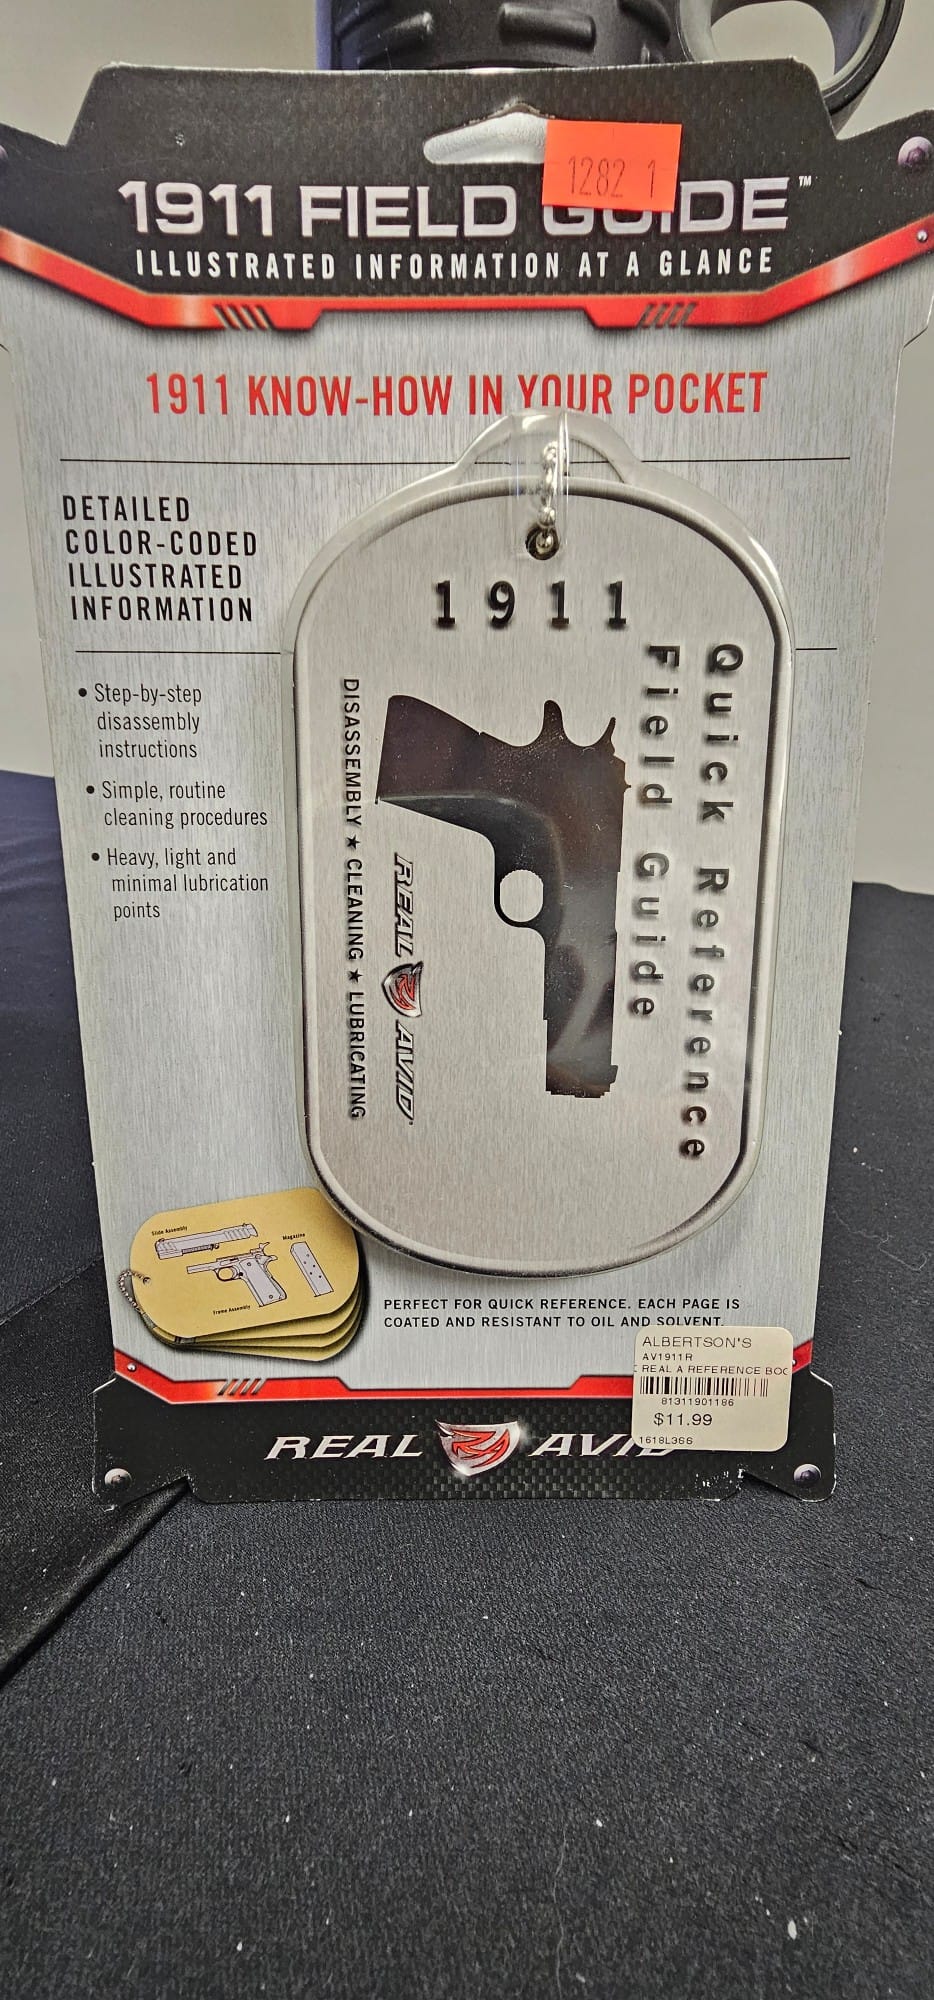 1282 1
1911 FIELD GUIDE™
ILLUSTRATED INFORMATION AT A GLANCE
1911 KNOW-HOW IN YOUR POCKET
DETAILED
COLOR-CODED
ILLUSTRATED
INFORMATION
• Step-by-step
disassembly
instructions
• Simple, routine
cleaning procedures
• Heavy, light and
minimal lubrication
points
1911
Quick Reference
Field Guide
REAL AVID
DISASSEMBLY ★ CLEANING ★ LUBRICATING
Slide Assembly
Magazine
Frame Assembly
PERFECT FOR QUICK REFERENCE. EACH PAGE IS
COATED AND RESISTANT TO OIL AND SOLVENT.
ALBERTSON'S
AV1911R
REAL A REFERENCE BOO
81311901186
$11.99
1618L36S
REAL AVID